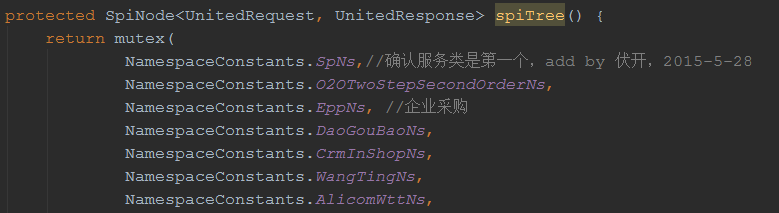 protected SpiNode<UnitedRequest, UnitedResponse> spiTree() {
return mutex(
NamespaceConstants.SpNs,//确认服务类是第一个，add by 伏开，2015-5-28
NamespaceConstants.O2OTwoStepSecondOrderNs,
NamespaceConstants.EppNs, //企业采购
NamespaceConstants.DaoGouBaoNs,
NamespaceConstants.CrmInShopNs,
NamespaceConstants.WangTingNs,
NamespaceConstants.AlicomWttNs,